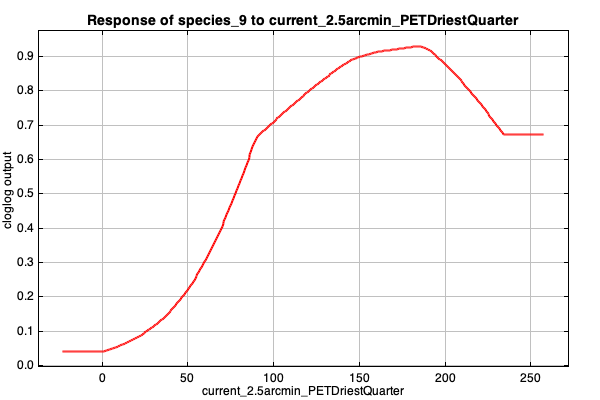 Response of species_9 to current_2.5arcmin_PETDriestQuarter
cloglog output
0.9
0.8
0.7
0.6
0.5
0.4
0.3
0.2
0.1
0.0
0 50 100 150 200 250
current_2.5arcmin_PETDriestQuarter